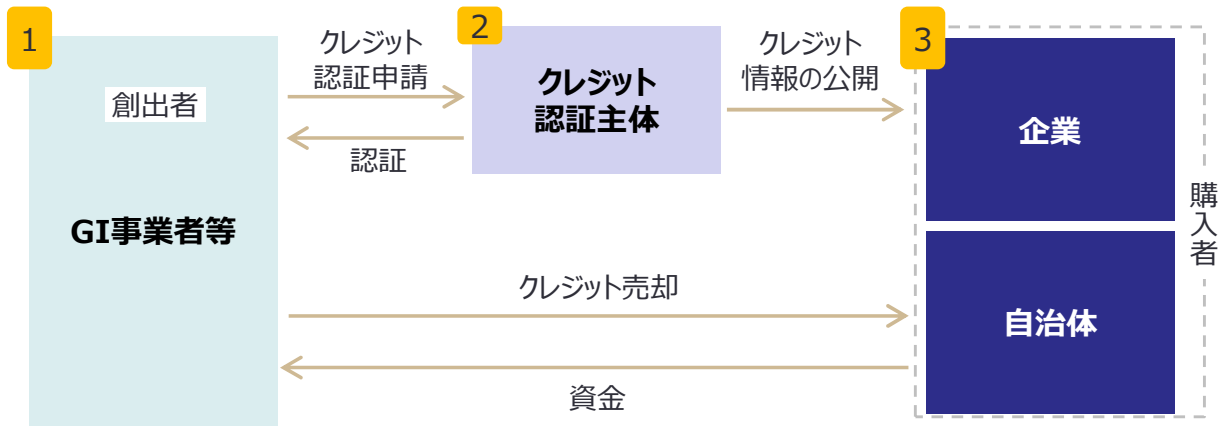 1
創出者
GI事業者等
クレジット
認証申請
認証
2
クレジット
認証主体
クレジット
情報の公開
3
企業
自治体
購入者
クレジット売却
資金